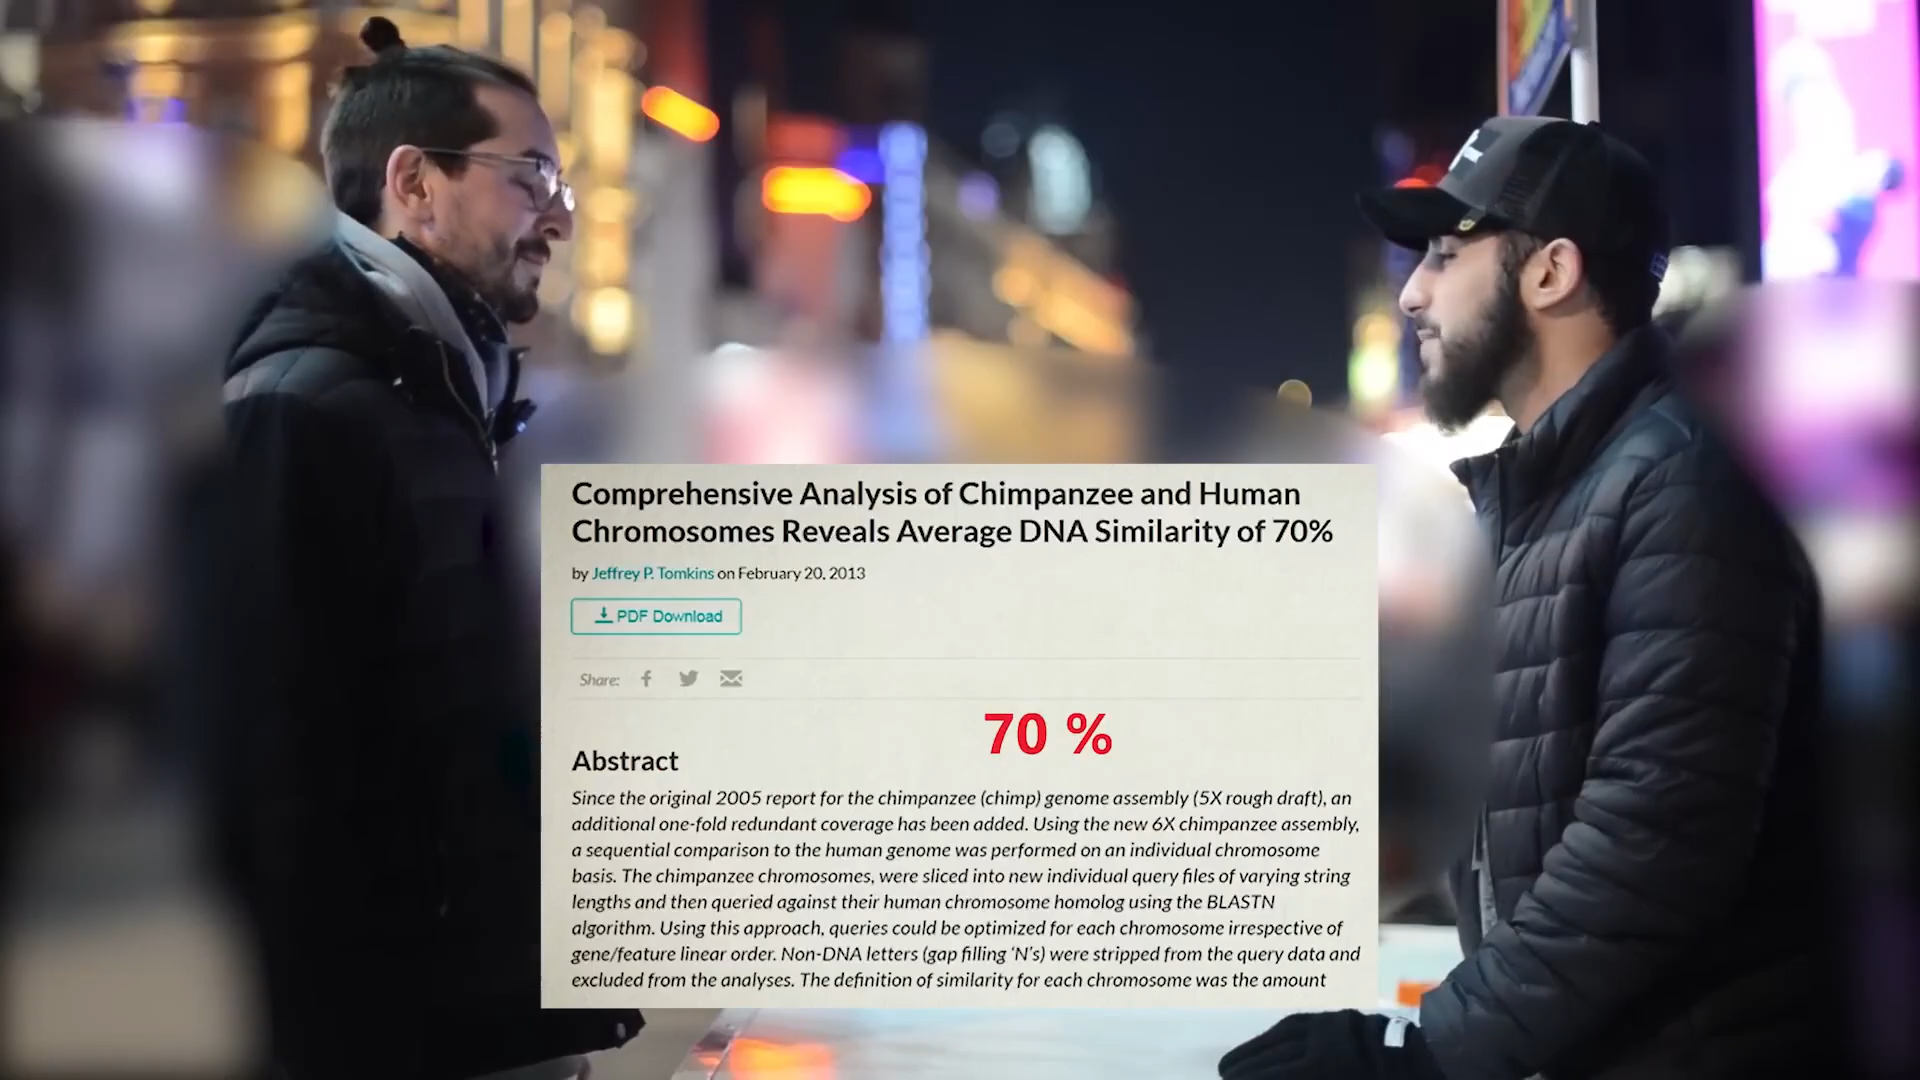 Comprehensive Analysis of Chimpanzee and Human
Chromosomes Reveals Average DNA Similarity of 70%
by Jeffrey P. Tomkins on February 20, 2013
PDF Download
Share:
70 %
Abstract
Since the original 2005 report for the chimpanzee (chimp) genome assembly (5X rough draft), an
additional one-fold redundant coverage has been added. Using the new 6X chimpanzee assembly,
a sequential comparison to the human genome was performed on an individual chromosome
basis. The chimpanzee chromosomes, were sliced into new individual query files of varying string
lengths and then queried against their human chromosome homolog using the BLASTN
algorithm. Using this approach, queries could be optimized for each chromosome irrespective of
gene/feature linear order. Non-DNA letters (gap filling ‘N’s) were stripped from the query data and
excluded from the analyses. The definition of similarity for each chromosome was the amount